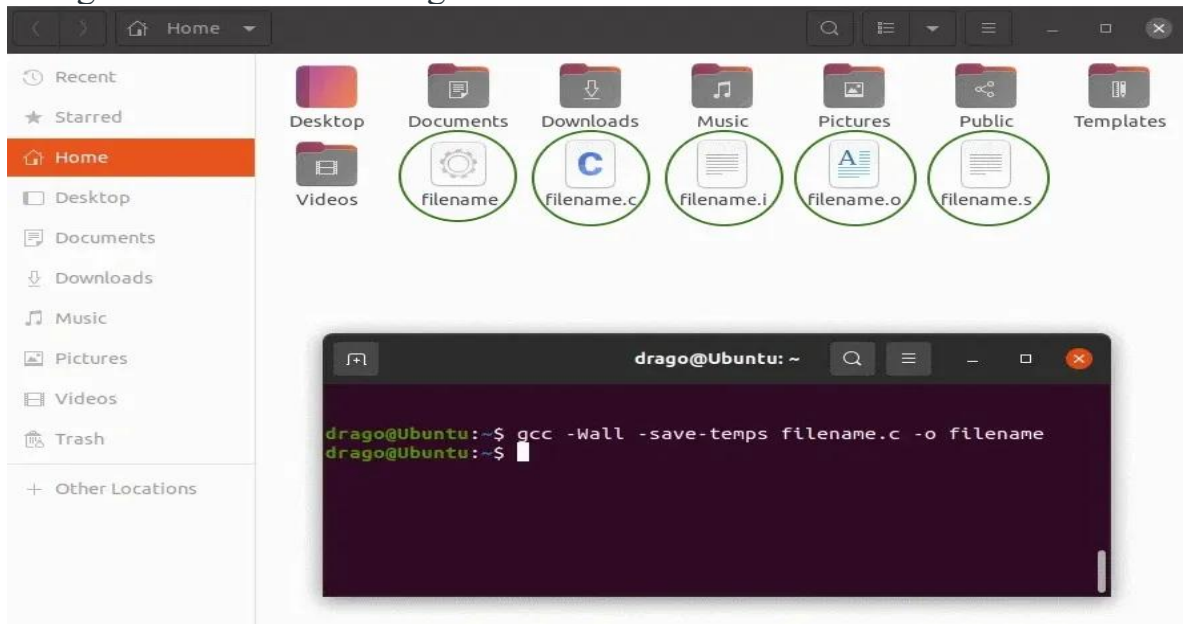 Home
Recent
Starred
Home
Desktop
Documents
Downloads
Music
Pictures
Videos
Trash
Other Locations
Desktop Documents Downloads Music Pictures Public Templates
Videos filename filename.c filename.i filename.o filename.s
drago@Ubuntu: ~
drago@Ubuntu:~$ gcc -Wall -save-temps filename.c -o filename
drago@Ubuntu:~$